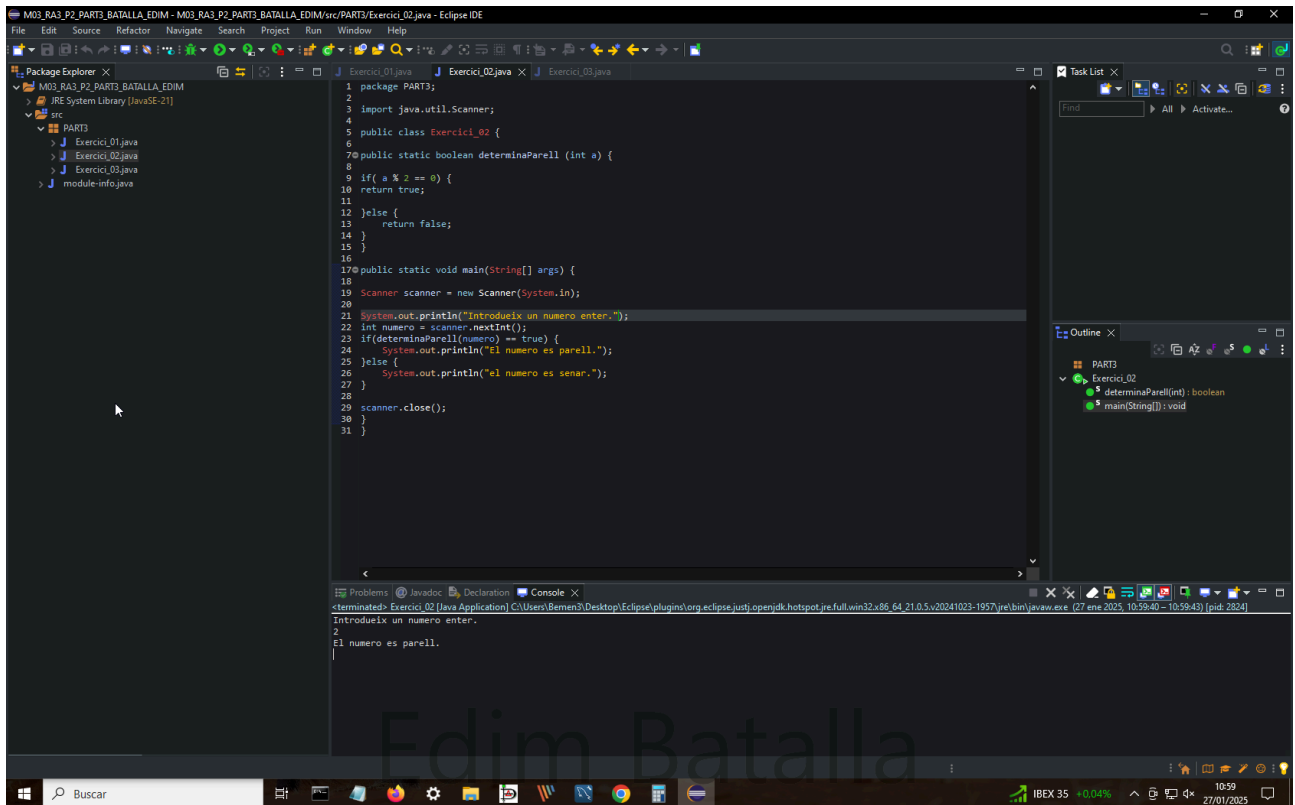 M03_RA3_P2_PART3_BATALLA_EDIM - M03_RA3_P2_PART3_BATALLA_EDIM/src/PART3/Exercici_02.java - Eclipse IDE
File Edit Source Refactor Navigate Search Project Run Window Help
Package Explorer
M03_RA3_P2_PART3_BATALLA_EDIM
JRE System Library [JavaSE-21]
src
PART3
Exercici_01.java
Exercici_02.java
Exercici_03.java
module-info.java
Exercici_01.java Exercici_02.java Exercici_03.java
1 package PART3;
2
3 import java.util.Scanner;
4
5 public class Exercici_02 {
6
7 public static boolean determinaParell (int a) {
8
9 if( a % 2 == 0) {
10 return true;
11
12 }else {
13 return false;
14 }
15 }
16
17 public static void main(String[] args) {
18
19 Scanner scanner = new Scanner(System.in);
20
21 System.out.println("Introdueix un numero enter.");
22 int numero = scanner.nextInt();
23 if(determinaParell(numero) == true) {
24 System.out.println("El numero es parell.");
25 }else {
26 System.out.println("el numero es senar.");
27 }
28
29 scanner.close();
30 }
31 }
Task List
Find All Activate...
Outline
PART3
Exercici_02
determinaParell(int) : boolean
main(String[]) : void
Problems Javadoc Declaration Console
<terminated> Exercici_02 [Java Application] C:\Users\Bemen3\Desktop\Eclipse\plugins\org.eclipse.justj.openjdk.hotspot.jre.full.win32.x86_64_21.0.5.v20241023-1957\jre\bin\javaw.exe (27 ene 2025, 10:59:40 – 10:59:43) [pid: 2824]
Introdueix un numero enter.
2
El numero es parell.
Edim Batalla
Buscar
IBEX 35 +0,04%
10:59
27/01/2025